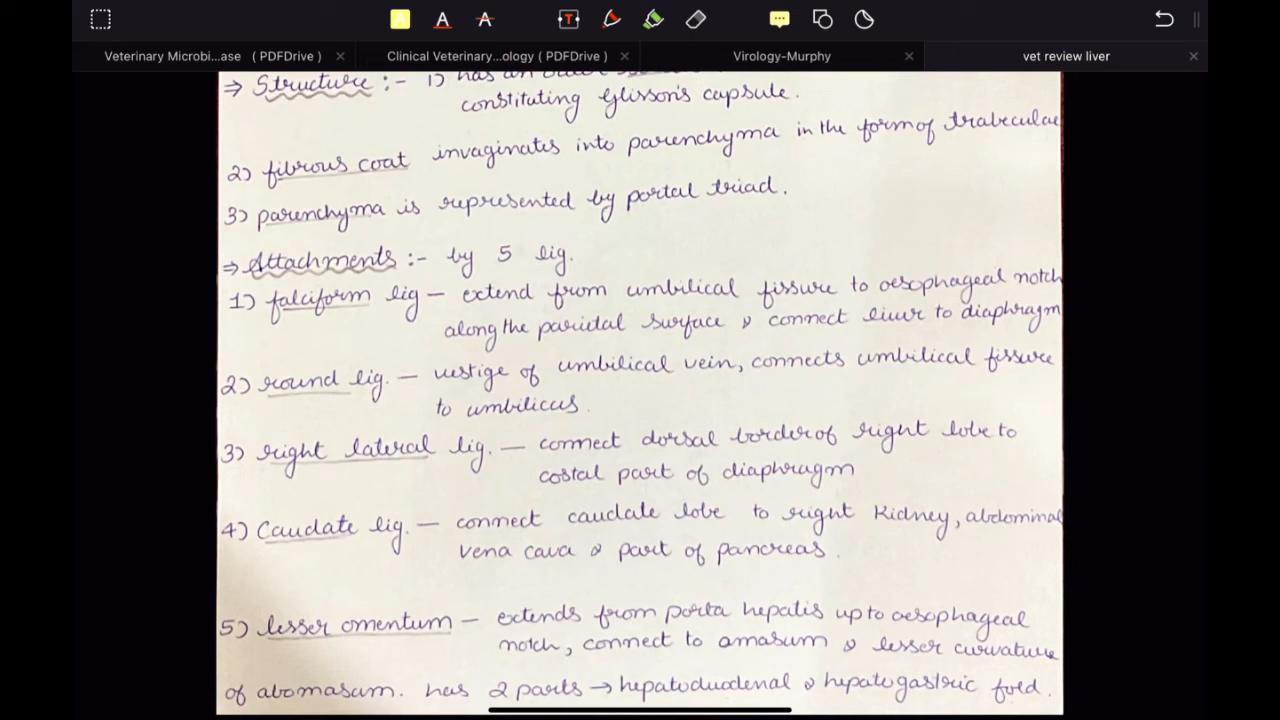 A A A T
Veterinary Microbi...ase ( PDFDrive ) × Clinical Veterinary...ology ( PDFDrive ) × Virology-Murphy × vet review liver ×
⇒ Structure :- 1) has an outer
constituting Glisson's capsule.
2) fibrous coat invaginates into parenchyma in the form of trabeculae
3) parenchyma is represented by portal triad.
⇒ Attachments :- by 5 lig.
1) falciform lig – extend from umbilical fissure to oesophageal notch
along the parietal surface & connect liver to diaphragm
2) round lig. – vestige of umbilical vein, connects umbilical fissure
to umbilicus.
3) right lateral lig. – connect dorsal border of right lobe to
costal part of diaphragm
4) Caudate lig. – connect caudate lobe to right Kidney, abdominal
vena cava & part of pancreas.
5) lesser omentum – extends from porta hepatis up to oesophageal
notch, connect to omasum & lesser curvature
of abomasum. has 2 parts → hepatoduodenal & hepatogastric fold.